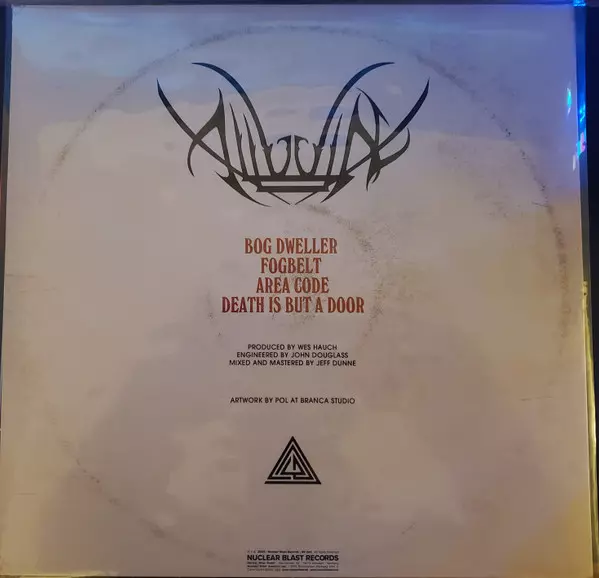 Alluvial
BOG DWELLER
FOGBELT
AREA CODE
DEATH IS BUT A DOOR
PRODUCED BY WES HAUCH
ENGINEERED BY JOHN DOUGLASS
MIXED AND MASTERED BY JEFF DUNNE
ARTWORK BY POL AT BRANCA STUDIO
NUCLEAR BLAST RECORDS